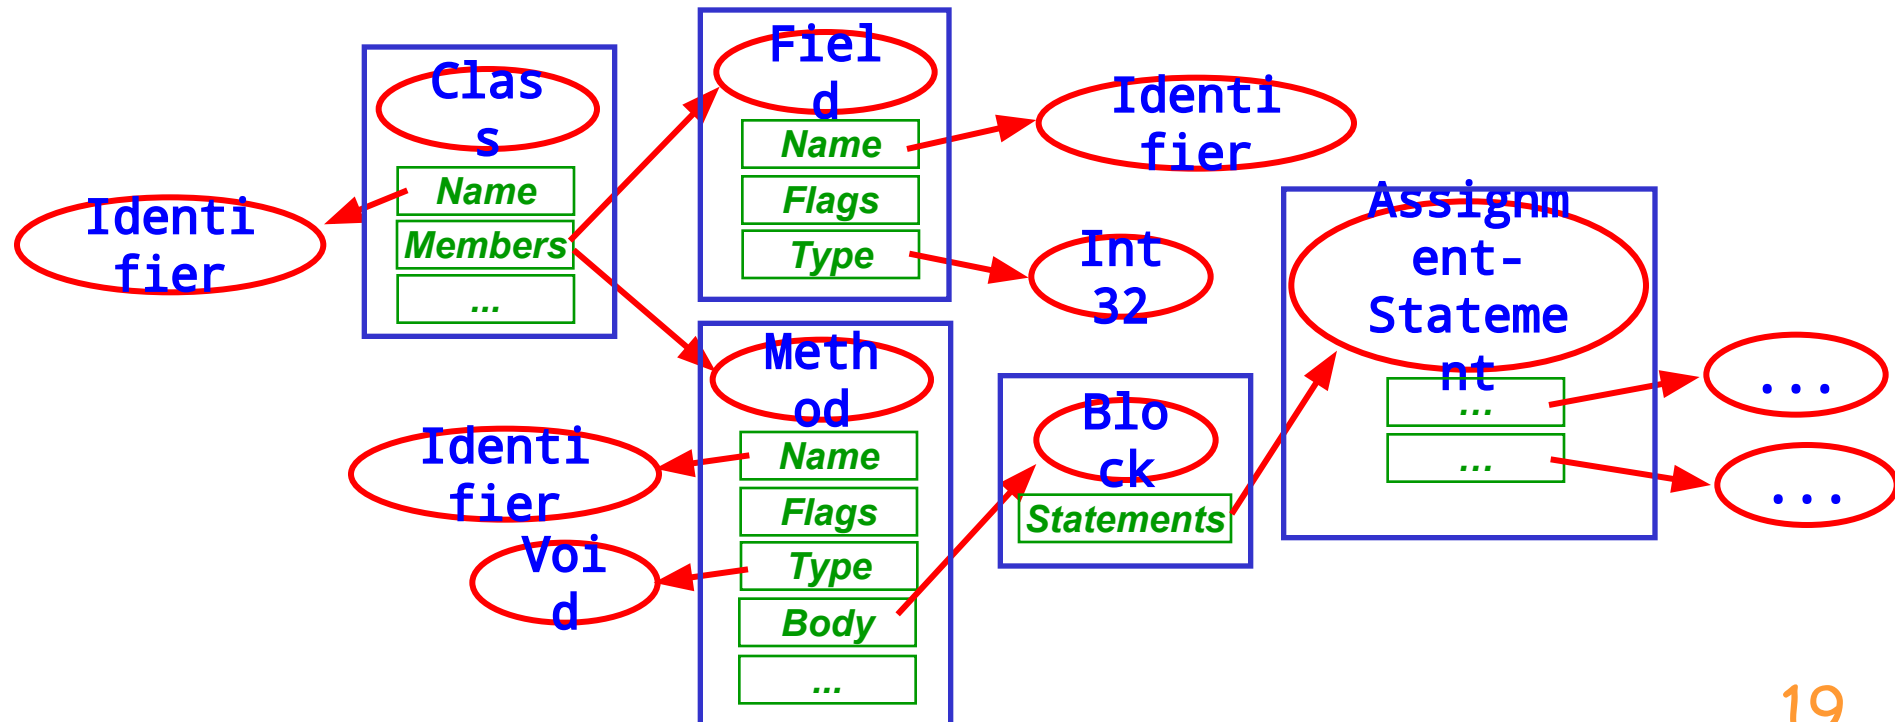 Clas
s
Name
Members
...
Identi
fier
Fiel
d
Name
Flags
Type
Identi
fier
Int
32
Meth
od
Name
Flags
Type
Body
...
Identi
fier
Voi
d
Blo
ck
Statements
Assignm
ent-
Stateme
nt
...
...
...
...
19